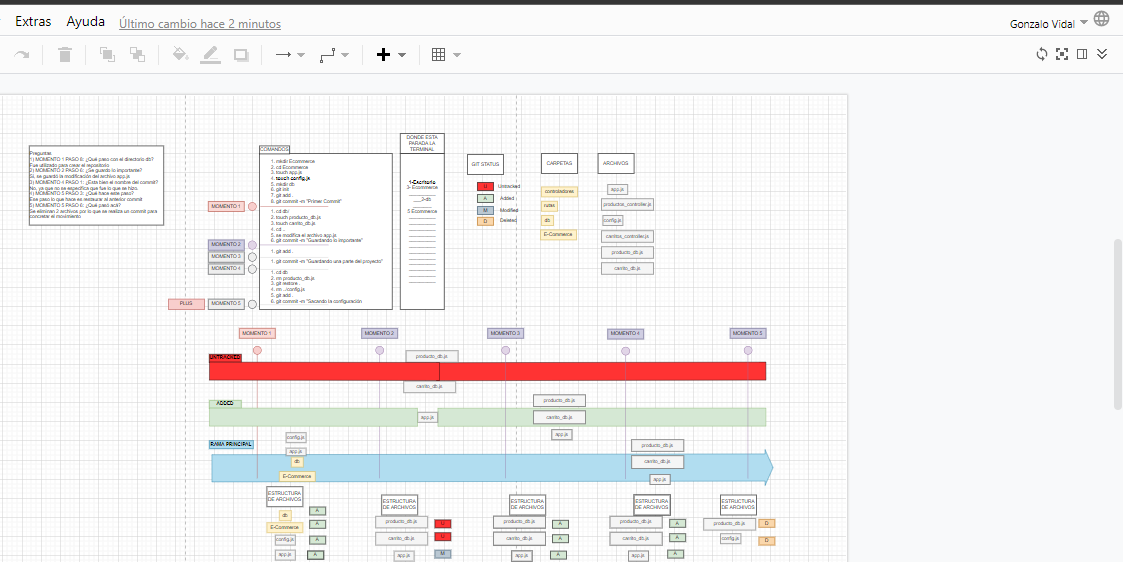 Extras Ayuda Último cambio hace 2 minutos
Gonzalo Vidal
Preguntas
1) MOMENTO 1 PASO 8: ¿Qué paso con el directorio db?
Fue utilizado para crear el repositorio
2) MOMENTO 2 PASO 6: ¿Se guardo lo importante?
Si, se guardo la modificación del archivo app.js
3) MOMENTO 4 PASO 1: ¿Esta bien el nombre del commit?
No, ya que no se especifica que fue lo que se hizo.
4) MOMENTO 5 PASO 3: ¿Qué hace este paso?
Ese paso lo que hace es restaurar al anterior commit
5) MOMENTO 5 PASO 6: ¿Qué pasó acá?
Se eliminan 2 archivos por lo que se realiza un commit para
concretar el movimiento
COMANDOS
1. mkdir Ecommerce
2. cd Ecommerce
3. touch app.js
4. touch config.js
5. mkdir db
6. git init
7. git add .
8. git commit -m "Primer Commit"
1. cd db/
2. touch producto_db.js
3. touch carrito_db.js
4. cd ..
5. se modifica el archivo app.js
6. git commit -m "Guardando lo importante"
1. git add .
1. git commit -m "Guardando una parte del proyecto"
1. cd db
2. rm producto_db.js
3. git restore .
4. rm ../config.js
5. git add .
6. git commit -m "Sacando la configuración
MOMENTO 1
MOMENTO 2
MOMENTO 3
MOMENTO 4
PLUS
MOMENTO 5
DONDE ESTA
PARADA LA
TERMINAL
1-Escritorio
3- Ecommerce
3-db
5 Ecommerce
GIT STATUS
U Untracked
A Added
M Modified
D Deleted
CARPETAS
controladores
rutas
db
E-Commerce
ARCHIVOS
app.js
productos_controller.js
config.js
carritos_controller.js
producto_db.js
carrito_db.js
MOMENTO 1 MOMENTO 2 MOMENTO 3 MOMENTO 4 MOMENTO 5
UNTRACKED
producto_db.js
carrito_db.js
ADDED
app.js
producto_db.js
carrito_db.js
app.js
RAMA PRINCIPAL
config.js
app.js
db
E-Commerce
producto_db.js
carrito_db.js
app.js
ESTRUCTURA
DE ARCHIVOS
db A
E-Commerce A
config.js A
app.js A
ESTRUCTURA
DE ARCHIVOS
producto_db.js U
carrito_db.js U
app.js M
ESTRUCTURA
DE ARCHIVOS
producto_db.js A
carrito_db.js A
app.js A
ESTRUCTURA
DE ARCHIVOS
producto_db.js A
carrito_db.js A
app.js A
ESTRUCTURA
DE ARCHIVOS
producto_db.js D
config.js D